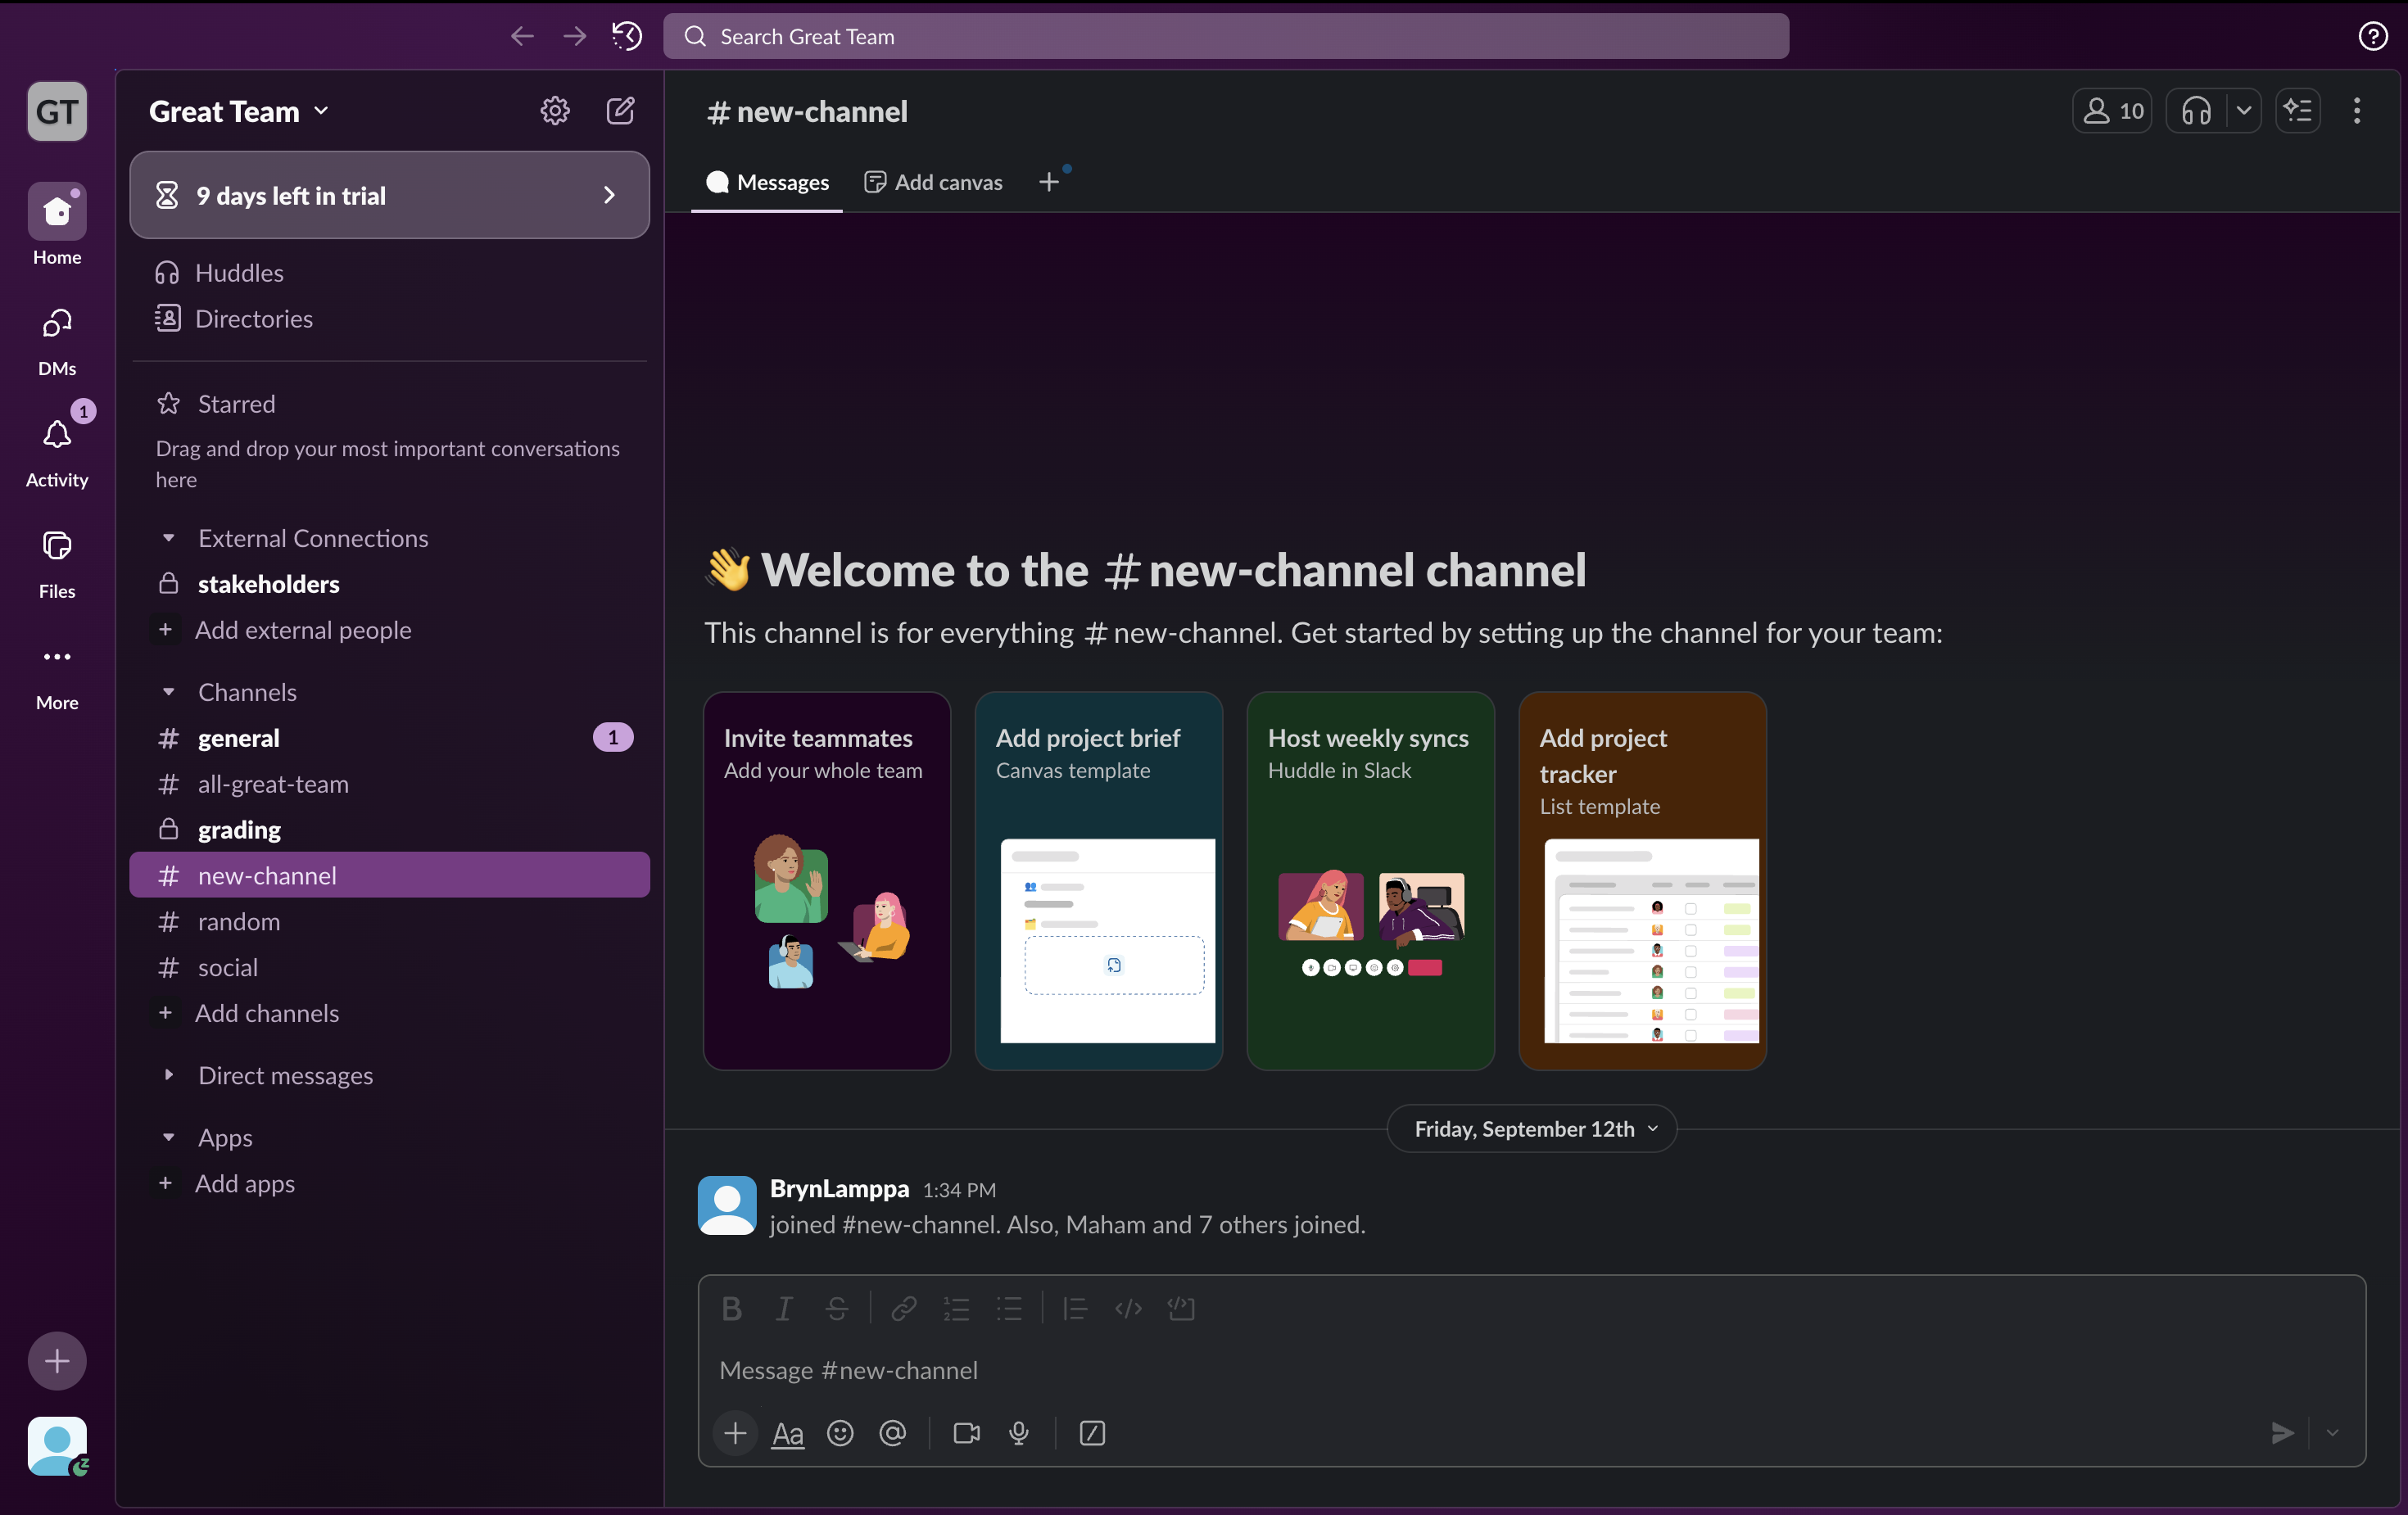 Search Great Team
GT
Home
DMs
1
Activity
Files
More
Great Team
9 days left in trial
Huddles
Directories
Starred
Drag and drop your most important conversations
here
External Connections
stakeholders
Add external people
Channels
# general 1
# all-great-team
grading
# new-channel
# random
# social
Add channels
Direct messages
Apps
Add apps
# new-channel
10
Messages
Add canvas
👋 Welcome to the # new-channel channel
This channel is for everything # new-channel. Get started by setting up the channel for your team:
Invite teammates
Add your whole team
Add project brief
Canvas template
Host weekly syncs
Huddle in Slack
Add project
tracker
List template
Friday, September 12th
BrynLamppa 1:34 PM
joined #new-channel. Also, Maham and 7 others joined.
Message #new-channel
Aa